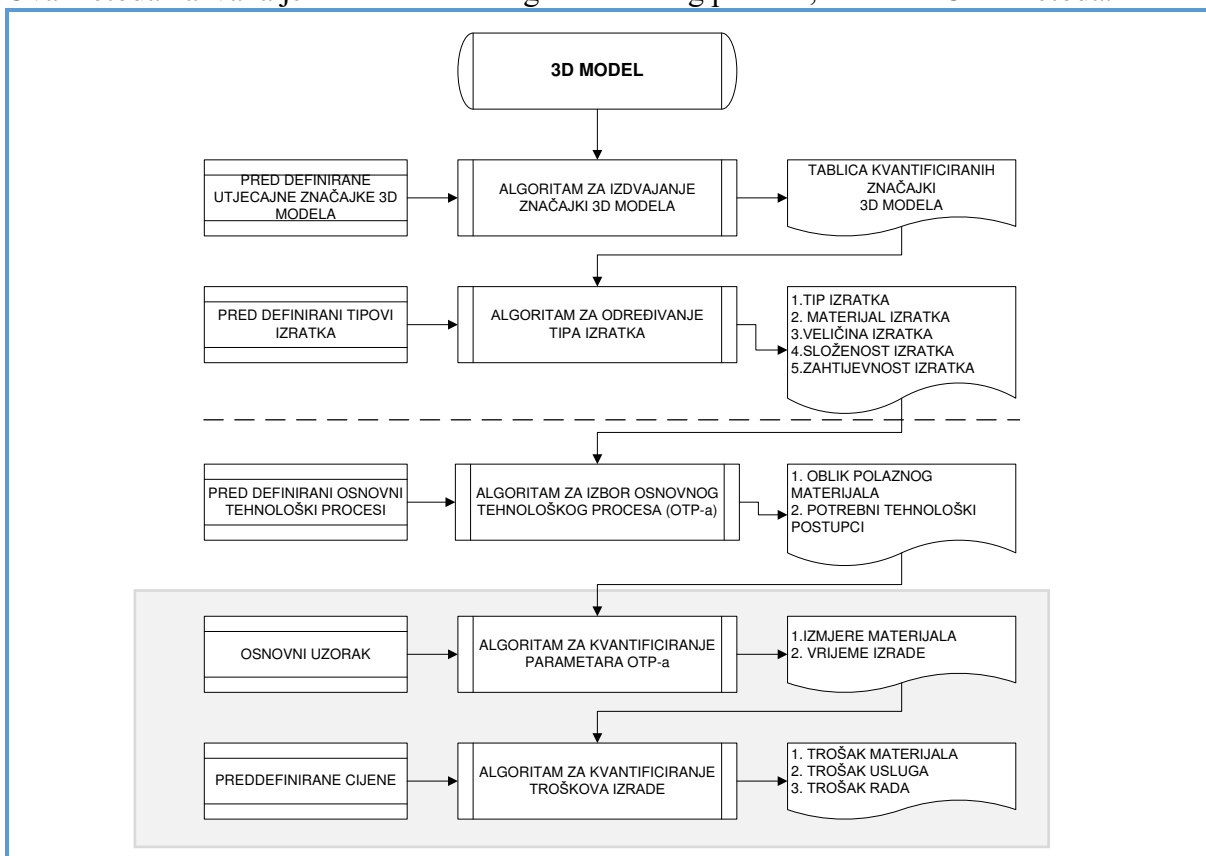 3D MODEL
PRED DEFINIRANE
UTJECAJNE ZNAČAJKE 3D
MODELA
ALGORITAM ZA IZDVAJANJE
ZNAČAJKI 3D MODELA
TABLICA KVANTIFICIRANIH
ZNAČAJKI
3D MODELA
PRED DEFINIRANI TIPOVI
IZRATKA
ALGORITAM ZA ODREĐIVANJE
TIPA IZRATKA
1.TIP IZRATKA
2. MATERIJAL IZRATKA
3.VELIČINA IZRATKA
4.SLOŽENOST IZRATKA
5.ZAHTIJEVNOST IZRATKA
PRED DEFINIRANI OSNOVNI
TEHNOLOŠKI PROCESI
ALGORITAM ZA IZBOR OSNOVNOG
TEHNOLOŠKOG PROCESA (OTP-a)
1. OBLIK POLAZNOG
MATERIJALA
2. POTREBNI TEHNOLOŠKI
POSTUPCI
OSNOVNI UZORAK
ALGORITAM ZA KVANTIFICIRANJE
PARAMETARA OTP-a
1.IZMJERE MATERIJALA
2. VRIJEME IZRADE
PREDDEFINIRANE CIJENE
ALGORITAM ZA KVANTIFICIRANJE
TROŠKOVA IZRADE
1. TROŠAK MATERIJALA
2. TROŠAK USLUGA
3. TROŠAK RADA